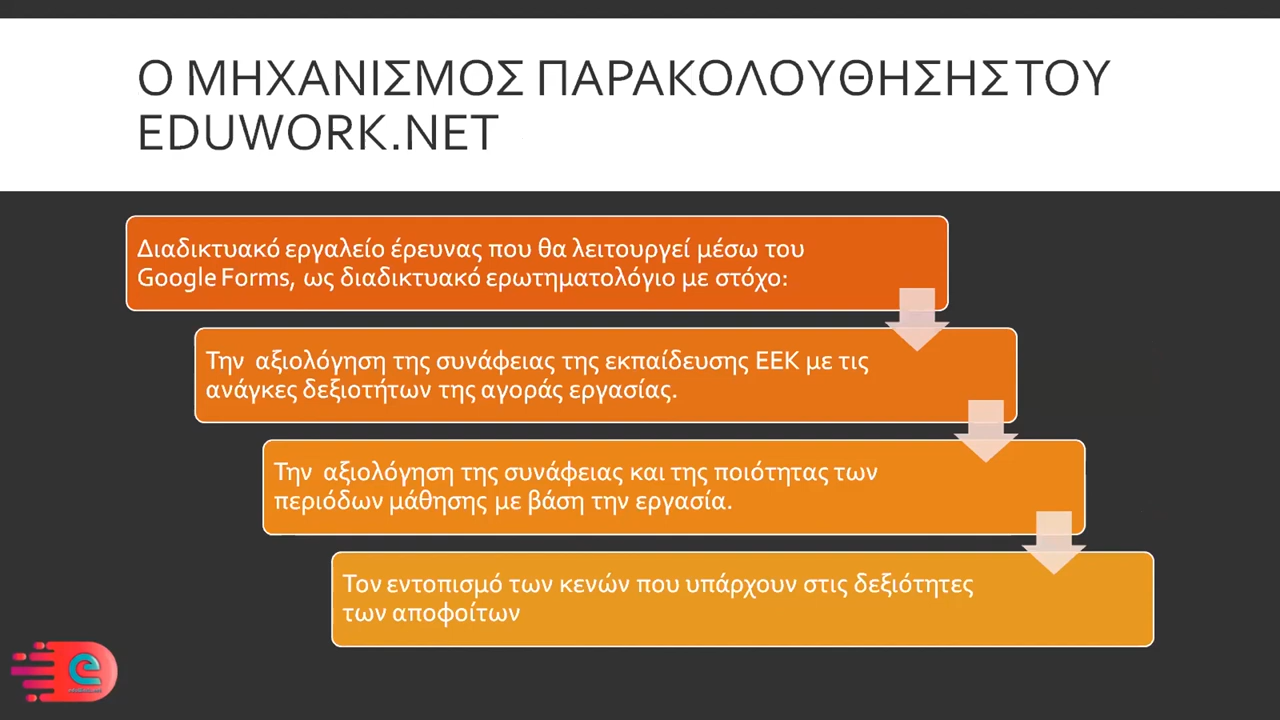 Ο ΜΗΧΑΝΙΣΜΟΣ ΠΑΡΑΚΟΛΟΥΘΗΣΗΣ ΤΟΥ
EDUWORK.NET
Διαδικτυακό εργαλείο έρευνας που θα λειτουργεί μέσω του
Google Forms, ως διαδικτυακό ερωτηματολόγιο με στόχο:
Την αξιολόγηση της συνάφειας της εκπαίδευσης ΕΕΚ με τις
ανάγκες δεξιοτήτων της αγοράς εργασίας.
Την αξιολόγηση της συνάφειας και της ποιότητας των
περιόδων μάθησης με βάση την εργασία.
Τον εντοπισμό των κενών που υπάρχουν στις δεξιότητες
των αποφοίτων